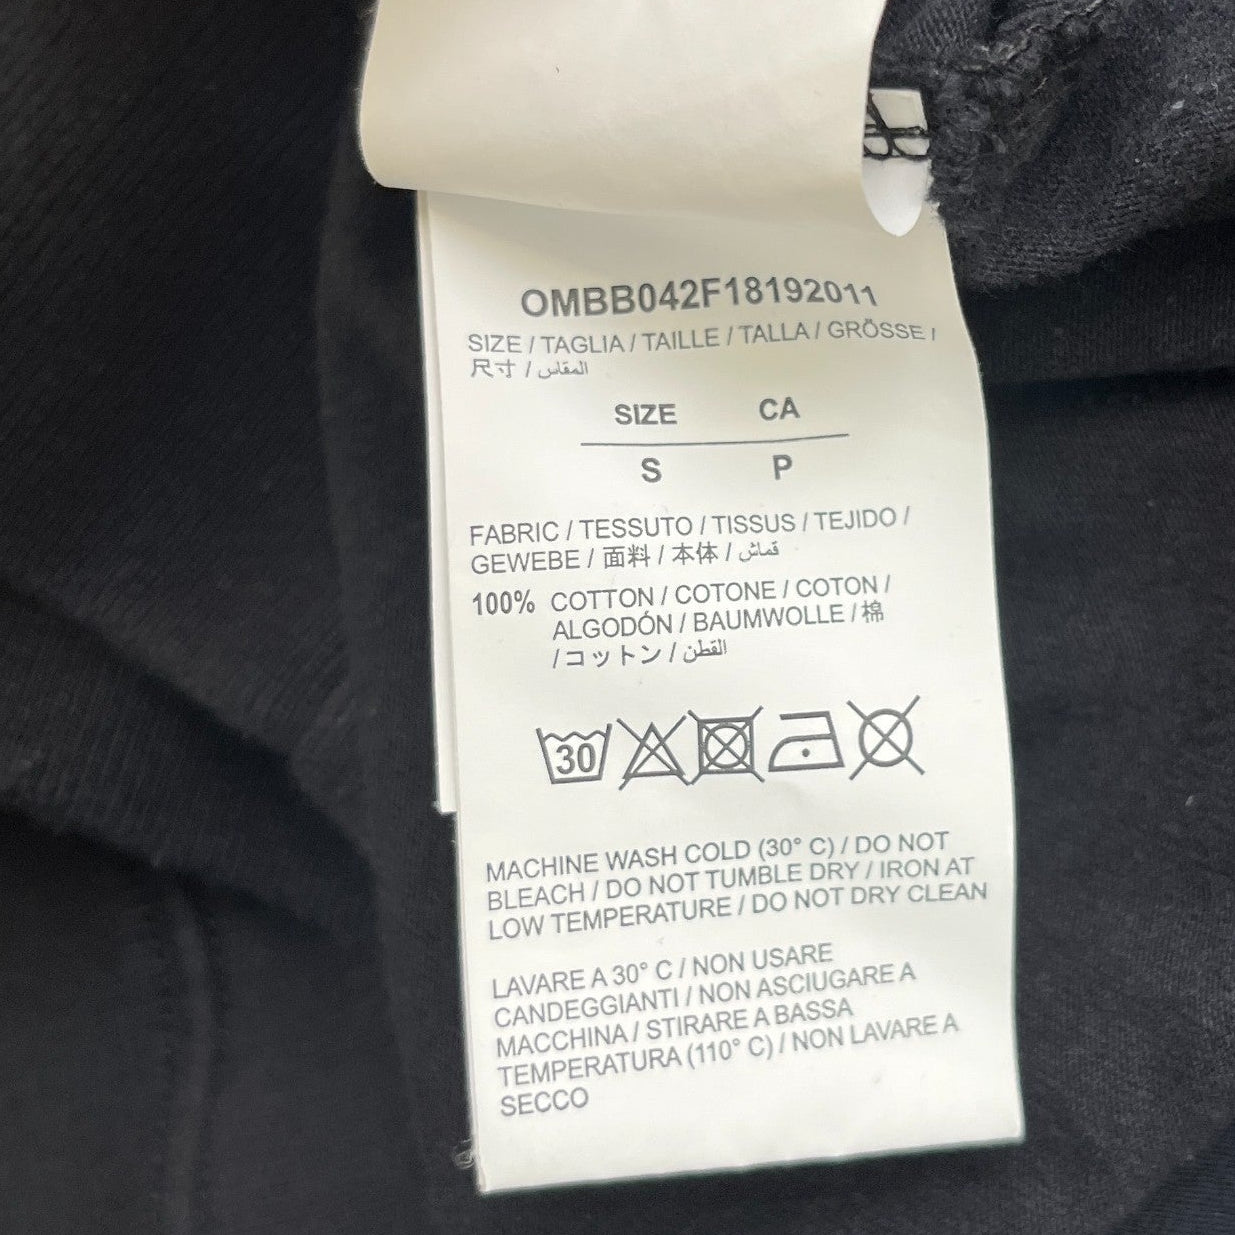 OMBB042F18192011
SIZE / TAGLIA / TAILLE / TALLA / GRÖSSE /
尺寸 / المقاس
SIZE CA
S P
FABRIC / TESSUTO / TISSUS / TEJIDO /
GEWEBE / 面料 / 本体 / قماش
100% COTTON / COTONE / COTON /
ALGODÓN / BAUMWOLLE / 棉
/ コットン / القطن
30
MACHINE WASH COLD (30° C) / DO NOT
BLEACH / DO NOT TUMBLE DRY / IRON AT
LOW TEMPERATURE / DO NOT DRY CLEAN
LAVARE A 30° C / NON USARE
CANDEGGIANTI / NON ASCIUGARE A
MACCHINA / STIRARE A BASSA
TEMPERATURA (110° C) / NON LAVARE A
SECCO